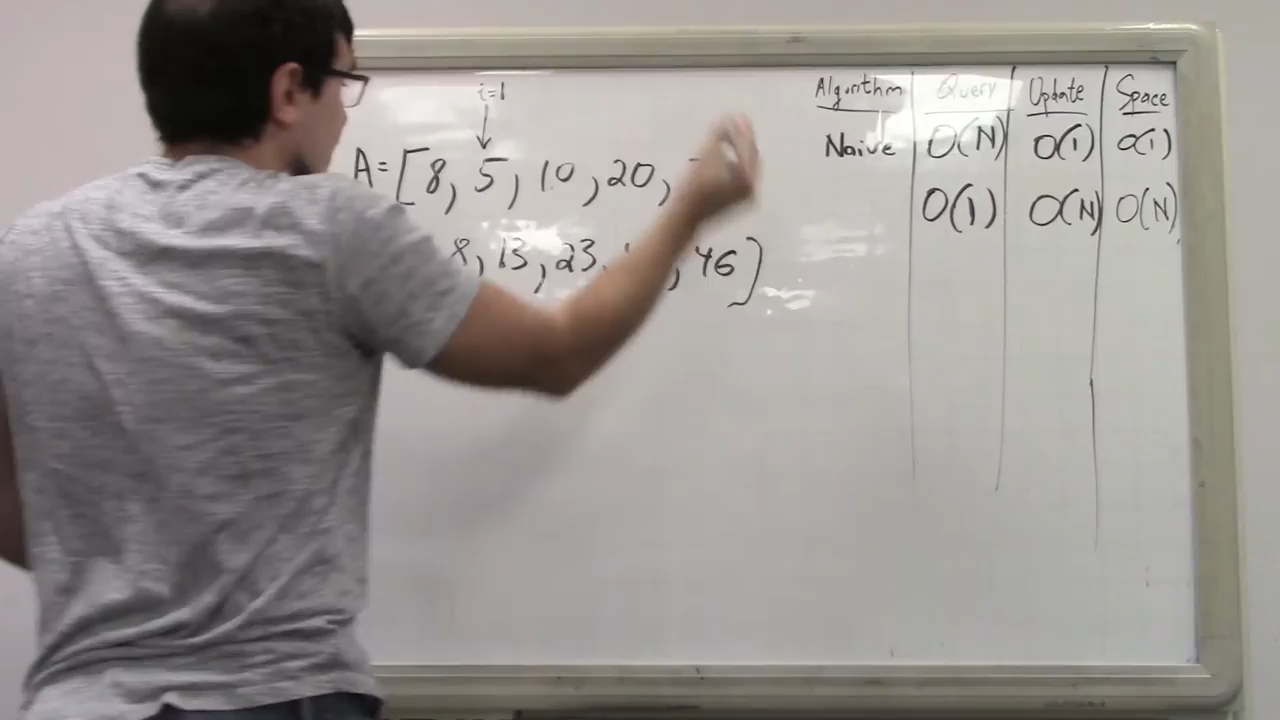 i=1
A=[8, 5, 10, 20,
8, 13, 23, , 46]
Algorithm Query Update Space
Naive O(N) O(1) O(1)
O(1) O(N) O(N)